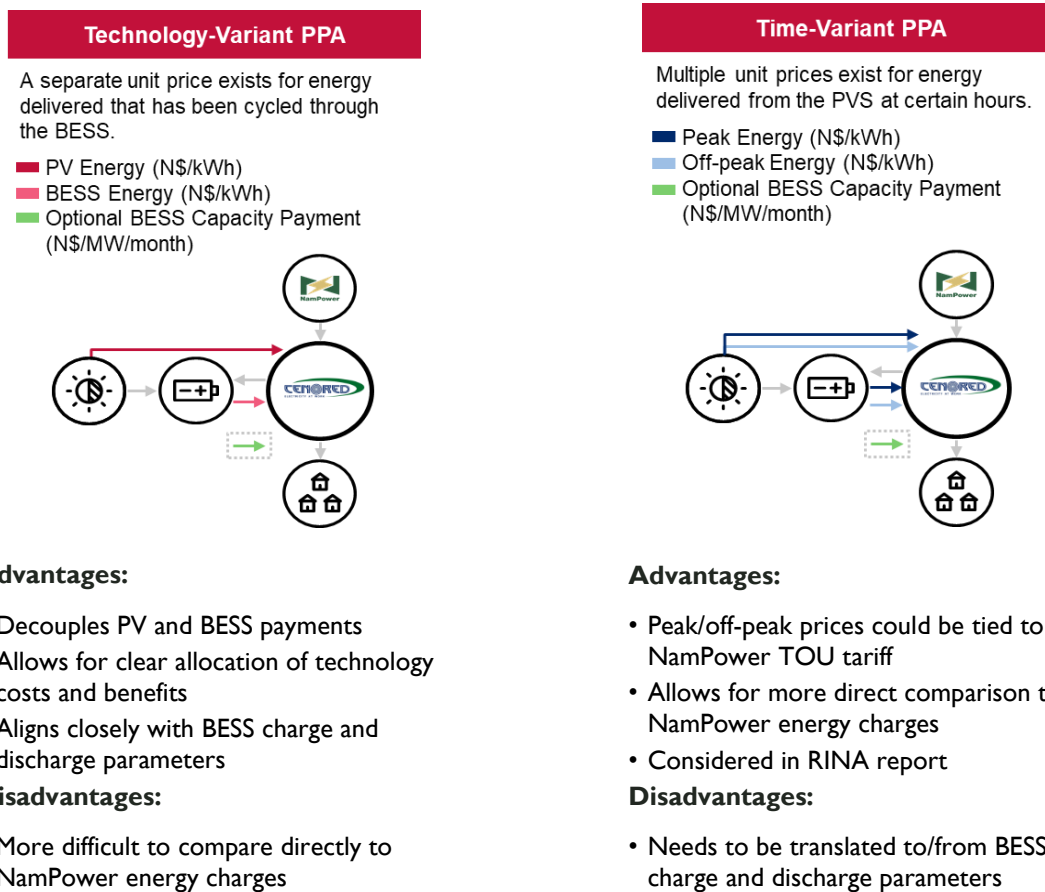 Technology-Variant PPA
A separate unit price exists for energy
delivered that has been cycled through
the BESS.
PV Energy (N$/kWh)
BESS Energy (N$/kWh)
Optional BESS Capacity Payment
(N$/MW/month)
NamPower
CENORED
ELECTRICITY AT WORK
dvantages:
Decouples PV and BESS payments
Allows for clear allocation of technology
costs and benefits
Aligns closely with BESS charge and
discharge parameters
isadvantages:
More difficult to compare directly to
NamPower energy charges
Time-Variant PPA
Multiple unit prices exist for energy
delivered from the PVS at certain hours.
Peak Energy (N$/kWh)
Off-peak Energy (N$/kWh)
Optional BESS Capacity Payment
(N$/MW/month)
NamPower
CENORED
ELECTRICITY AT WORK
Advantages:
• Peak/off-peak prices could be tied to
NamPower TOU tariff
• Allows for more direct comparison t
NamPower energy charges
• Considered in RINA report
Disadvantages:
• Needs to be translated to/from BESS
charge and discharge parameters